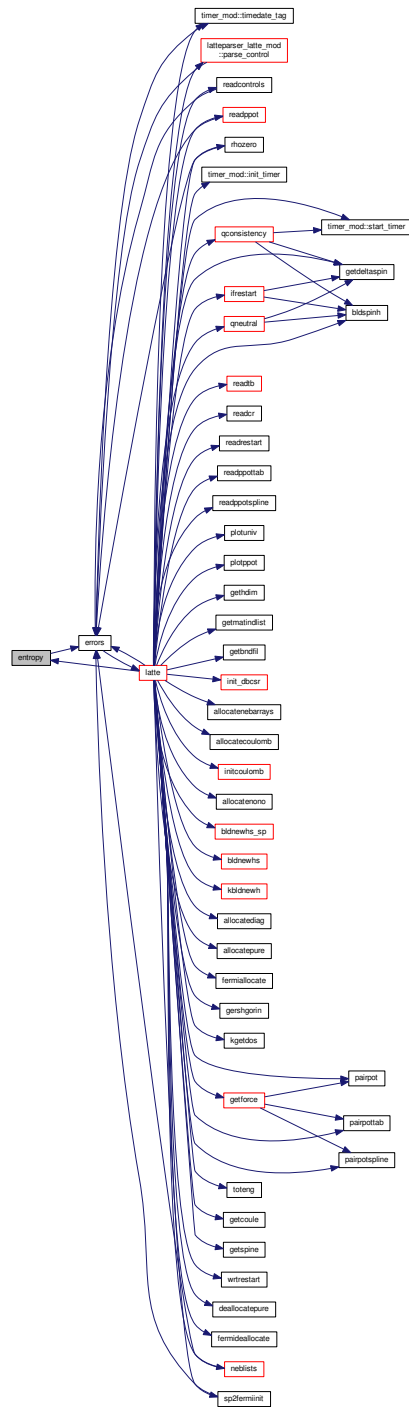 timer_mod::timedate_tag
latteparser_latte_mod
::parse_control
readcontrols
readppot
rhozero
timer_mod::init_timer
timer_mod::start_timer
qconsistency
getdeltaspin
ifrestart
bldspinh
qneutral
readtb
readcr
readrestart
readppottab
readppotspline
plotuniv
plotppot
gethdim
getmatindlist
errors
getbndfil
entropy
latte
init_dbcsr
allocatenebarrays
allocatecoulomb
initcoulomb
allocatenono
bldnewhs_sp
bldnewhs
kbldnewh
allocatediag
allocatepure
fermiallocate
gershgorin
kgetdos
pairpot
getforce
pairpottab
pairpotspline
toteng
getcoule
getspine
wrtrestart
deallocatepure
fermideallocate
neblists
sp2fermiinit